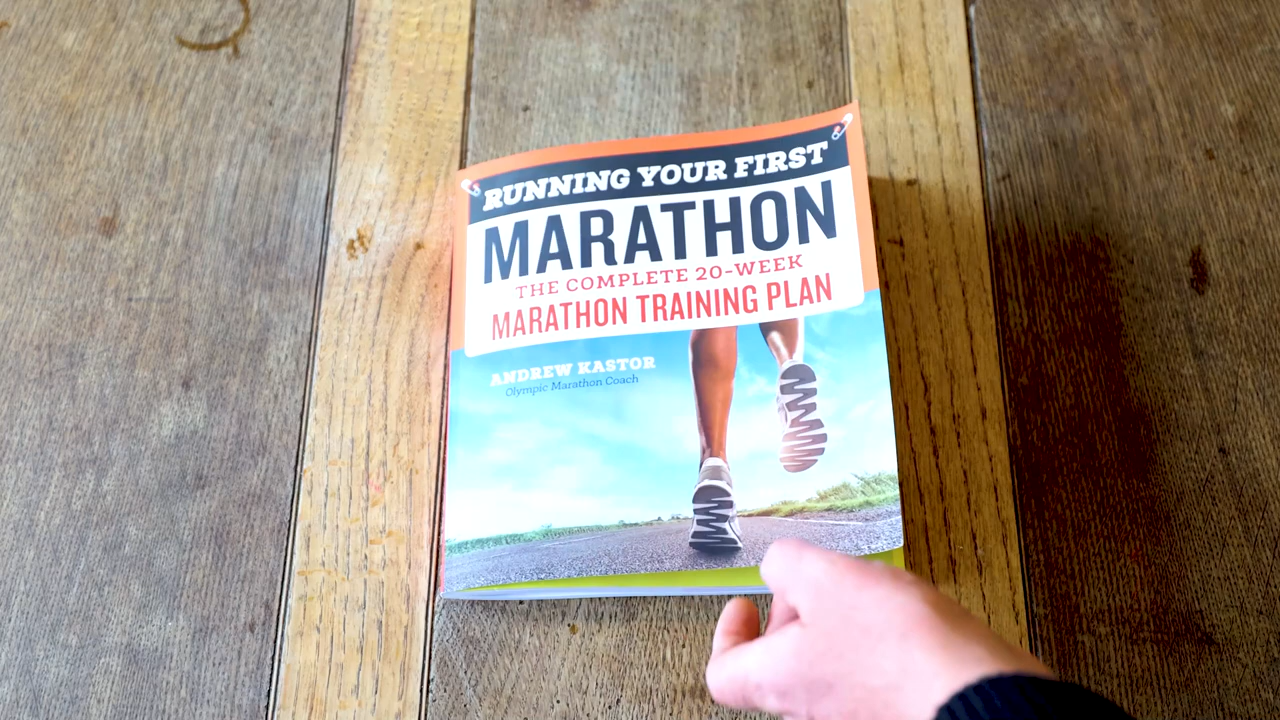 RUNNING YOUR FIRST
MARATHON
THE COMPLETE 20-WEEK
MARATHON TRAINING PLAN
ANDREW KASTOR
Olympic Marathon Coach